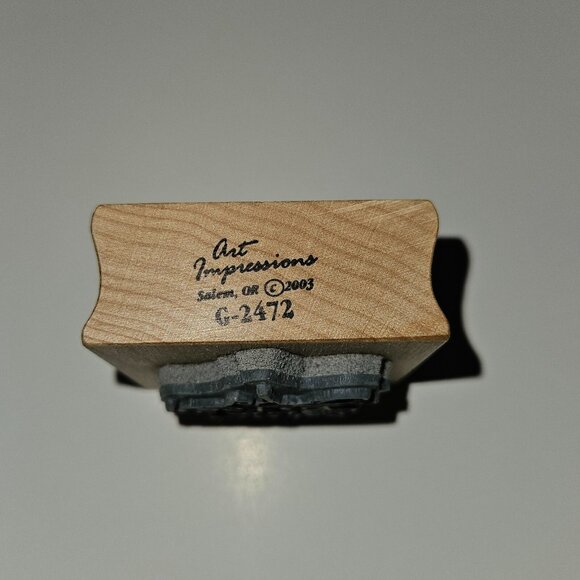 Art
Impressions
Salem, OR ©2003
G-2472